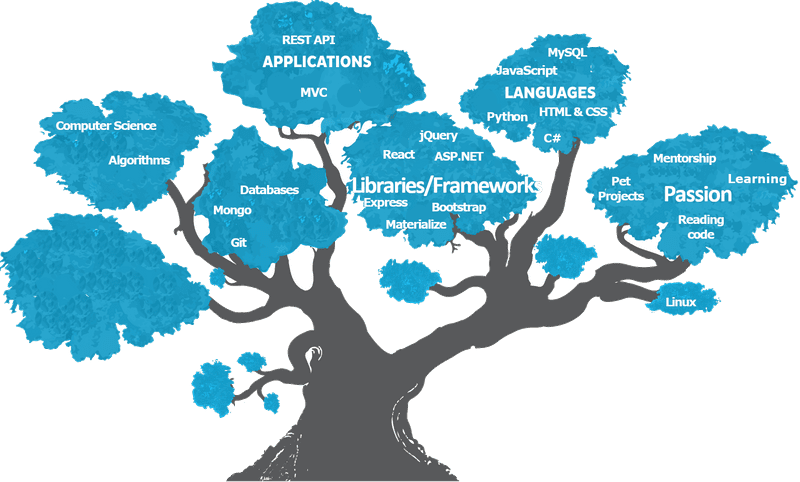 REST API
APPLICATIONS
MVC
MySQL
JavaScript
LANGUAGES
Python
HTML & CSS
C#
Computer Science
Algorithms
Databases
Mongo
Git
jQuery
React
ASP.NET
Libraries/Frameworks
Express
Bootstrap
Materialize
Mentorship
Learning
Pet
Projects
Passion
Reading
code
Linux